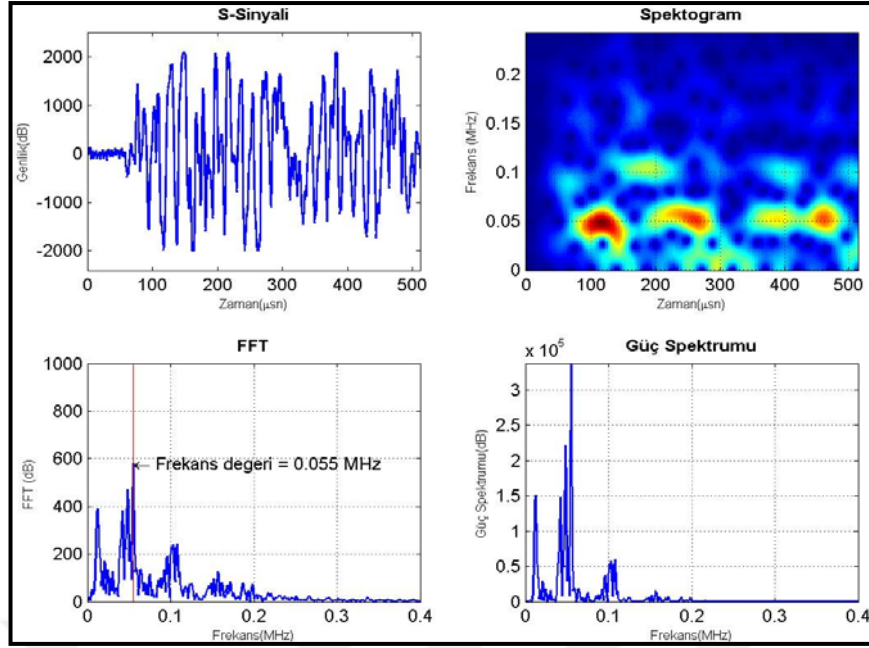 S-Sinyali
2000
1000
0
-1000
-2000
Genlik(dB)
0 100 200 300 400 500
Zaman(µsn)
Spektogram
0.2
0.15
0.1
0.05
0
Frekans (MHz)
0 100 200 300 400 500
Zaman(µsn)
FFT
1000
800
600
400
200
0
FFT (dB)
Frekans degeri = 0.055 MHz
0 0.1 0.2 0.3 0.4
Frekans(MHz)
Güç Spektrumu
x 10^5
3
2.5
2
1.5
1
0.5
0
Güç Spektrumu(dB)
0 0.1 0.2 0.3 0.4
Frekans(MHz)